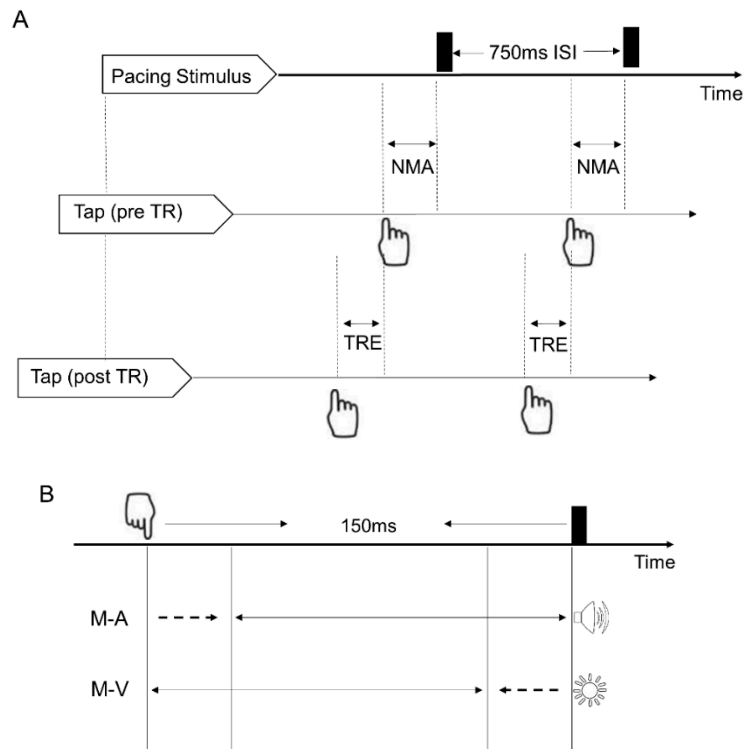 A
750ms ISI
Pacing Stimulus
Time
NMA
NMA
Tap (pre TR)
TRE
TRE
Tap (post TR)
B
150ms
Time
M-A
M-V